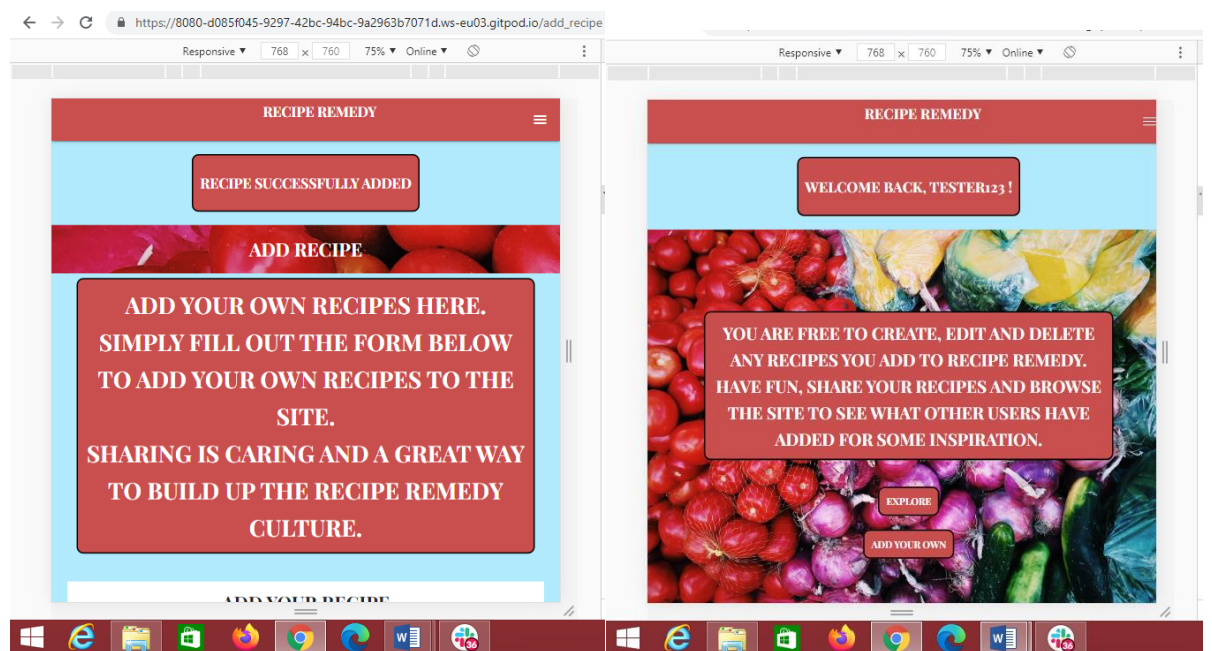 https://8080-d085f045-9297-42bc-94bc-9a2963b7071d.ws-eu03.gitpod.io/add_recipe
Responsive ▼ 768 x 760 75% ▼ Online ▼
RECIPE REMEDY
RECIPE SUCCESSFULLY ADDED
ADD RECIPE
ADD YOUR OWN RECIPES HERE.
SIMPLY FILL OUT THE FORM BELOW
TO ADD YOUR OWN RECIPES TO THE
SITE.
SHARING IS CARING AND A GREAT WAY
TO BUILD UP THE RECIPE REMEDY
CULTURE.
ADD YOUR RECIPE
36
Responsive ▼ 768 x 760 75% ▼ Online ▼
RECIPE REMEDY
WELCOME BACK, TESTER123 !
YOU ARE FREE TO CREATE, EDIT AND DELETE
ANY RECIPES YOU ADD TO RECIPE REMEDY.
HAVE FUN, SHARE YOUR RECIPES AND BROWSE
THE SITE TO SEE WHAT OTHER USERS HAVE
ADDED FOR SOME INSPIRATION.
EXPLORE
ADD YOUR OWN
36